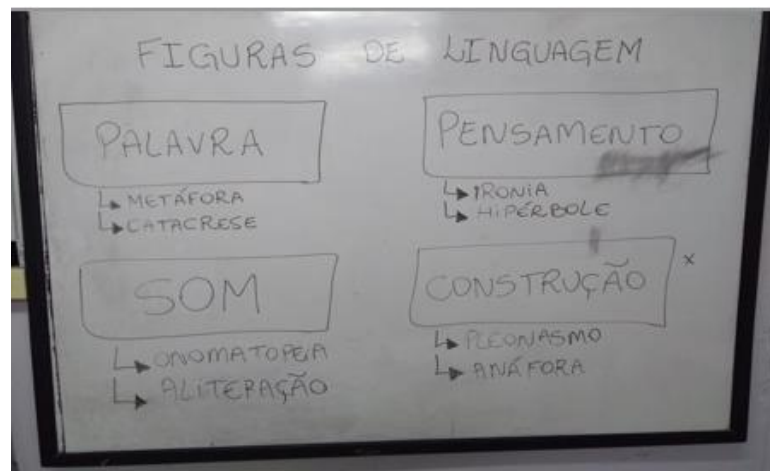 FIGURAS DE LINGUAGEM
PALAVRA
↳ METÁFORA
↳ CATACRESE
PENSAMENTO
↳ IRONIA
↳ HIPÉRBOLE
SOM
↳ ONOMATOPEIA
↳ ALITERAÇÃO
CONSTRUÇÃO x
↳ PLEONASMO
↳ ANÁFORA